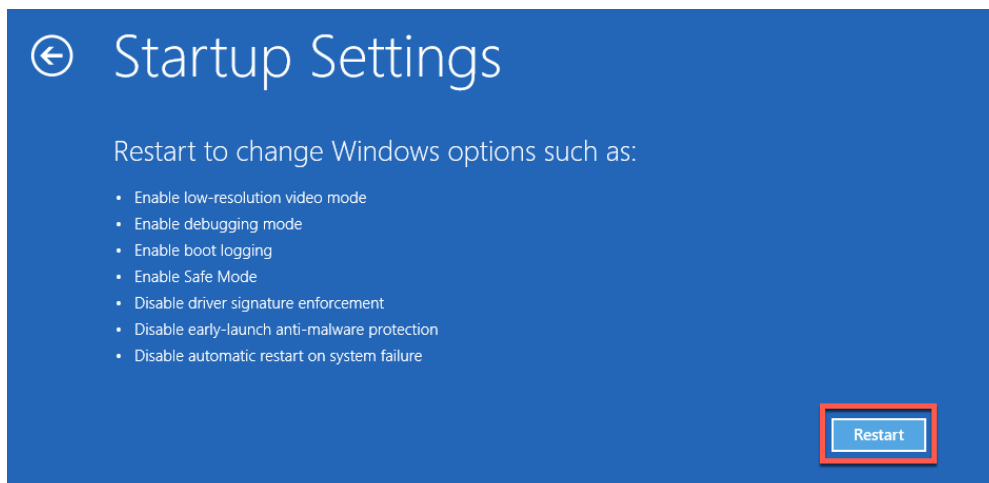 Startup Settings
Restart to change Windows options such as:
• Enable low-resolution video mode
• Enable debugging mode
• Enable boot logging
• Enable Safe Mode
• Disable driver signature enforcement
• Disable early-launch anti-malware protection
• Disable automatic restart on system failure
Restart